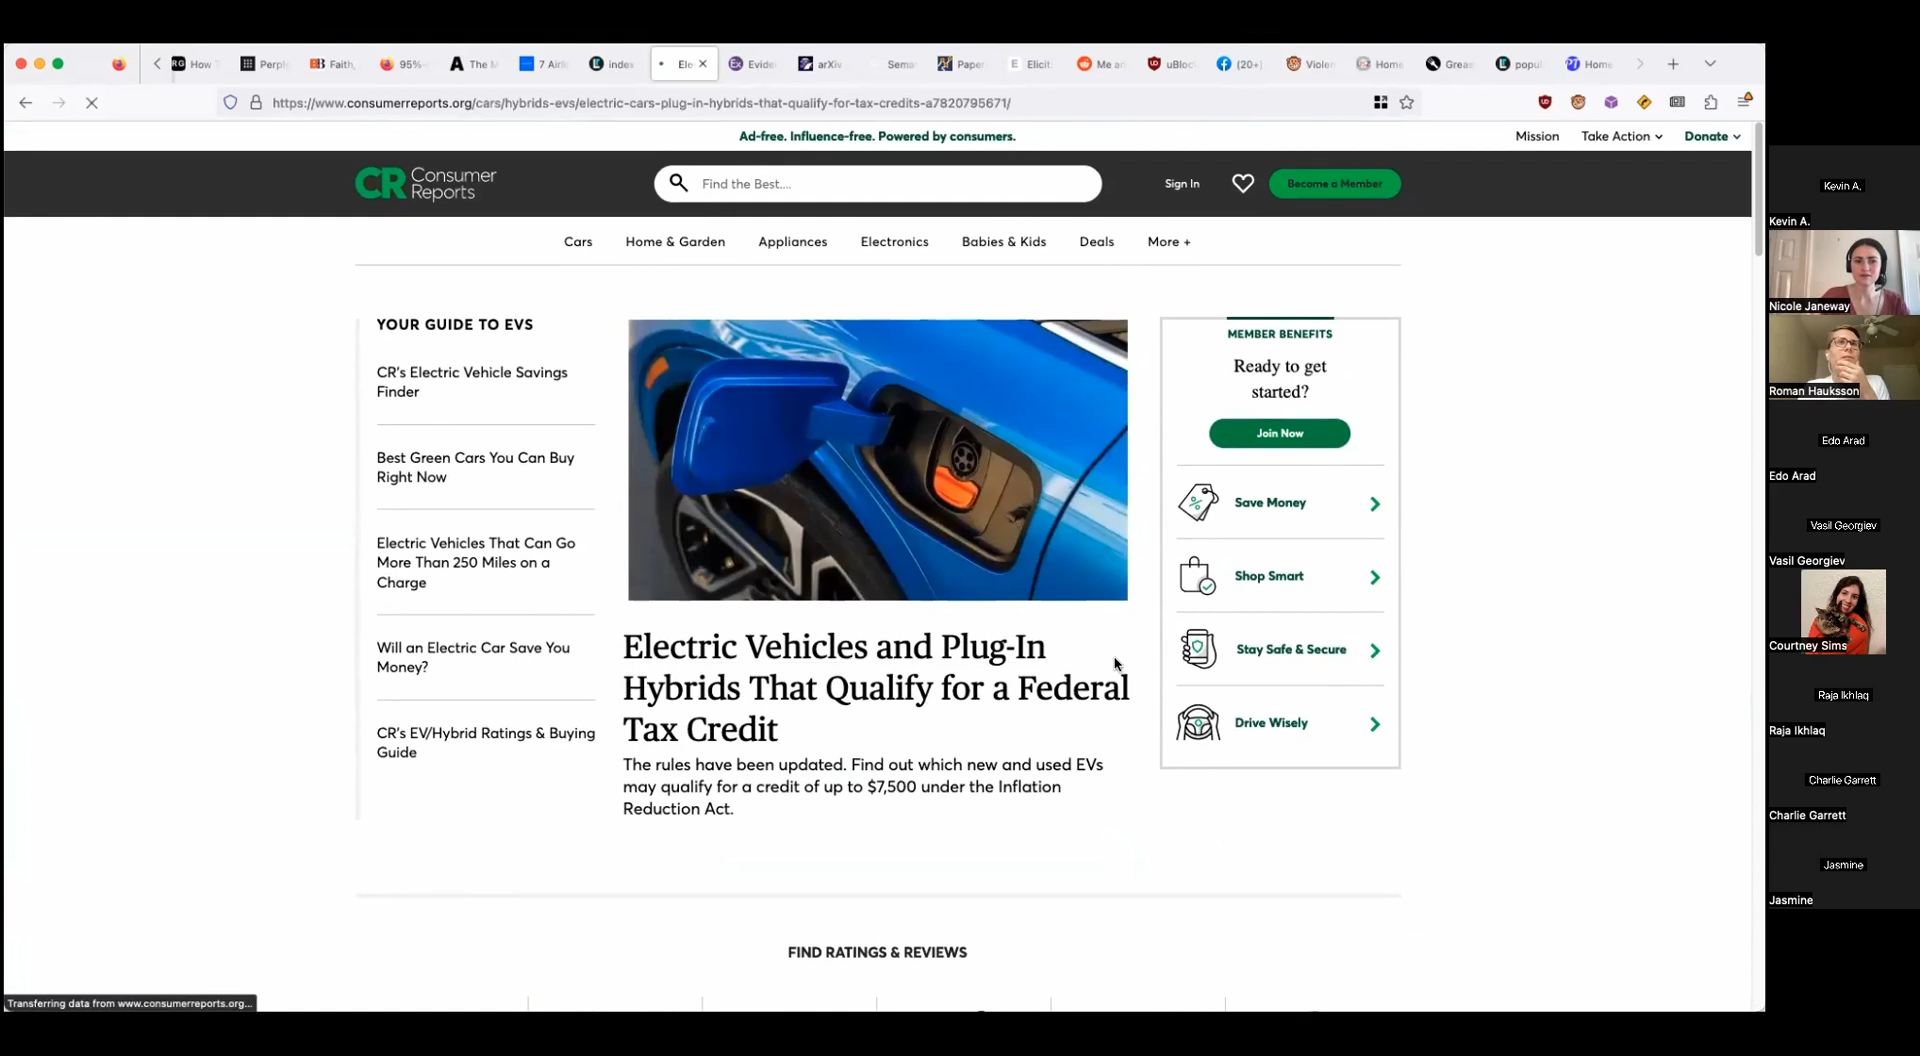 How
Perpl
Faith,
95%
The M
7 Airl
index
Ele
Evide
arXiv
Sema
Paper
Elicit
Me an
uBloc
(20+)
Violen
Home
Greas
popul
Home
https://www.consumerreports.org/cars/hybrids-evs/electric-cars-plug-in-hybrids-that-qualify-for-tax-credits-a7820795671/
Ad-free. Influence-free. Powered by consumers.
Mission
Take Action
Donate
CR Consumer
Reports
Find the Best....
Sign In
Become a Member
Cars
Home & Garden
Appliances
Electronics
Babies & Kids
Deals
More +
YOUR GUIDE TO EVS
CR's Electric Vehicle Savings
Finder
Best Green Cars You Can Buy
Right Now
Electric Vehicles That Can Go
More Than 250 Miles on a
Charge
Will an Electric Car Save You
Money?
CR's EV/Hybrid Ratings & Buying
Guide
Electric Vehicles and Plug-In
Hybrids That Qualify for a Federal
Tax Credit
The rules have been updated. Find out which new and used EVs
may qualify for a credit of up to $7,500 under the Inflation
Reduction Act.
MEMBER BENEFITS
Ready to get
started?
Join Now
Save Money
Shop Smart
Stay Safe & Secure
Drive Wisely
FIND RATINGS & REVIEWS
Transferring data from www.consumerreports.org...
Kevin A.
Kevin A.
Nicole Janeway
Roman Hauksson
Edo Arad
Edo Arad
Vasil Georgiev
Vasil Georgiev
Courtney Sims
Raja Ikhlaq
Raja Ikhlaq
Charlie Garrett
Charlie Garrett
Jasmine
Jasmine